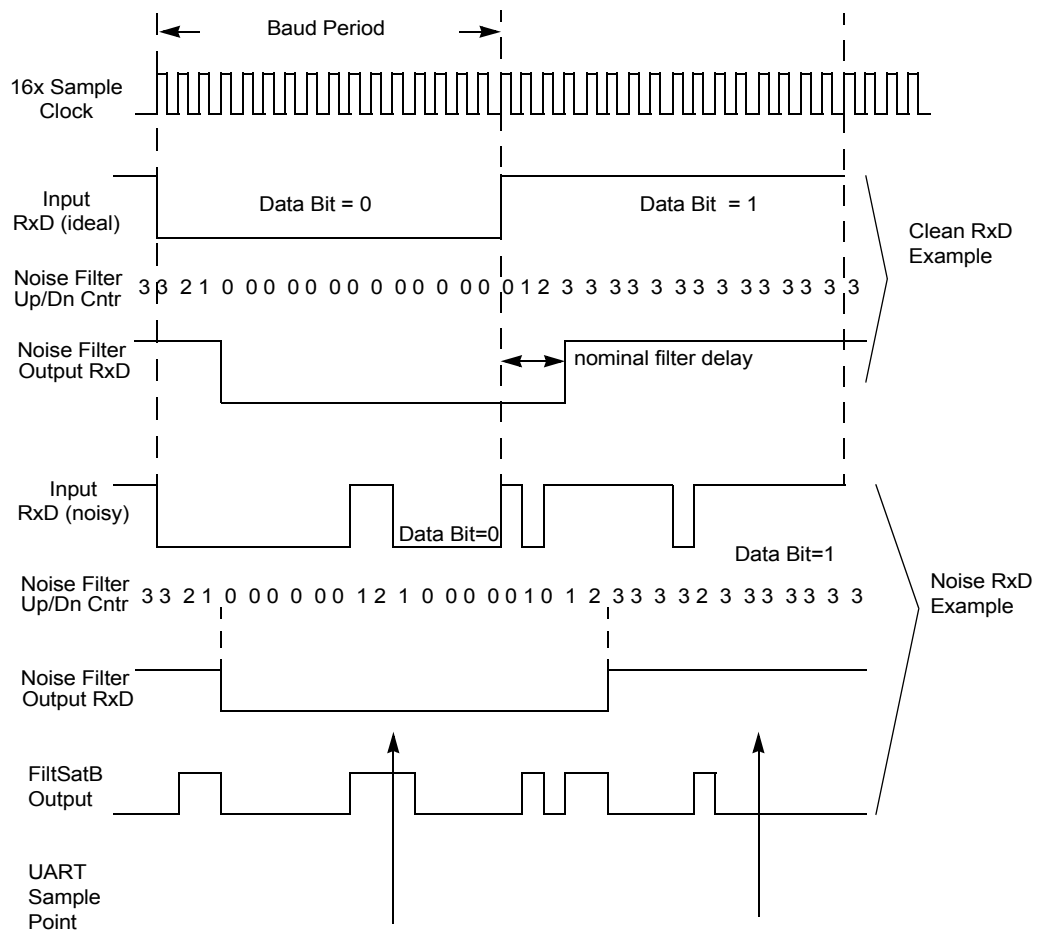 Baud Period
16x Sample
Clock
Input
RxD (ideal)
Data Bit = 0
Data Bit = 1
Clean RxD
Example
Noise Filter
Up/Dn Cntr
3 3 2 1 0 0 0 0 0 0 0 0 0 0 0 0 0 0 1 2 3 3 3 3 3 3 3 3 3 3 3 3 3 3
Noise Filter
Output RxD
nominal filter delay
Input
RxD (noisy)
Data Bit=0
Data Bit=1
Noise RxD
Example
Noise Filter
Up/Dn Cntr
3 3 2 1 0 0 0 0 0 0 1 2 1 0 0 0 0 0 1 0 1 2 3 3 3 3 2 3 3 3 3 3 3 3
Noise Filter
Output RxD
FiltSatB
Output
UART
Sample
Point